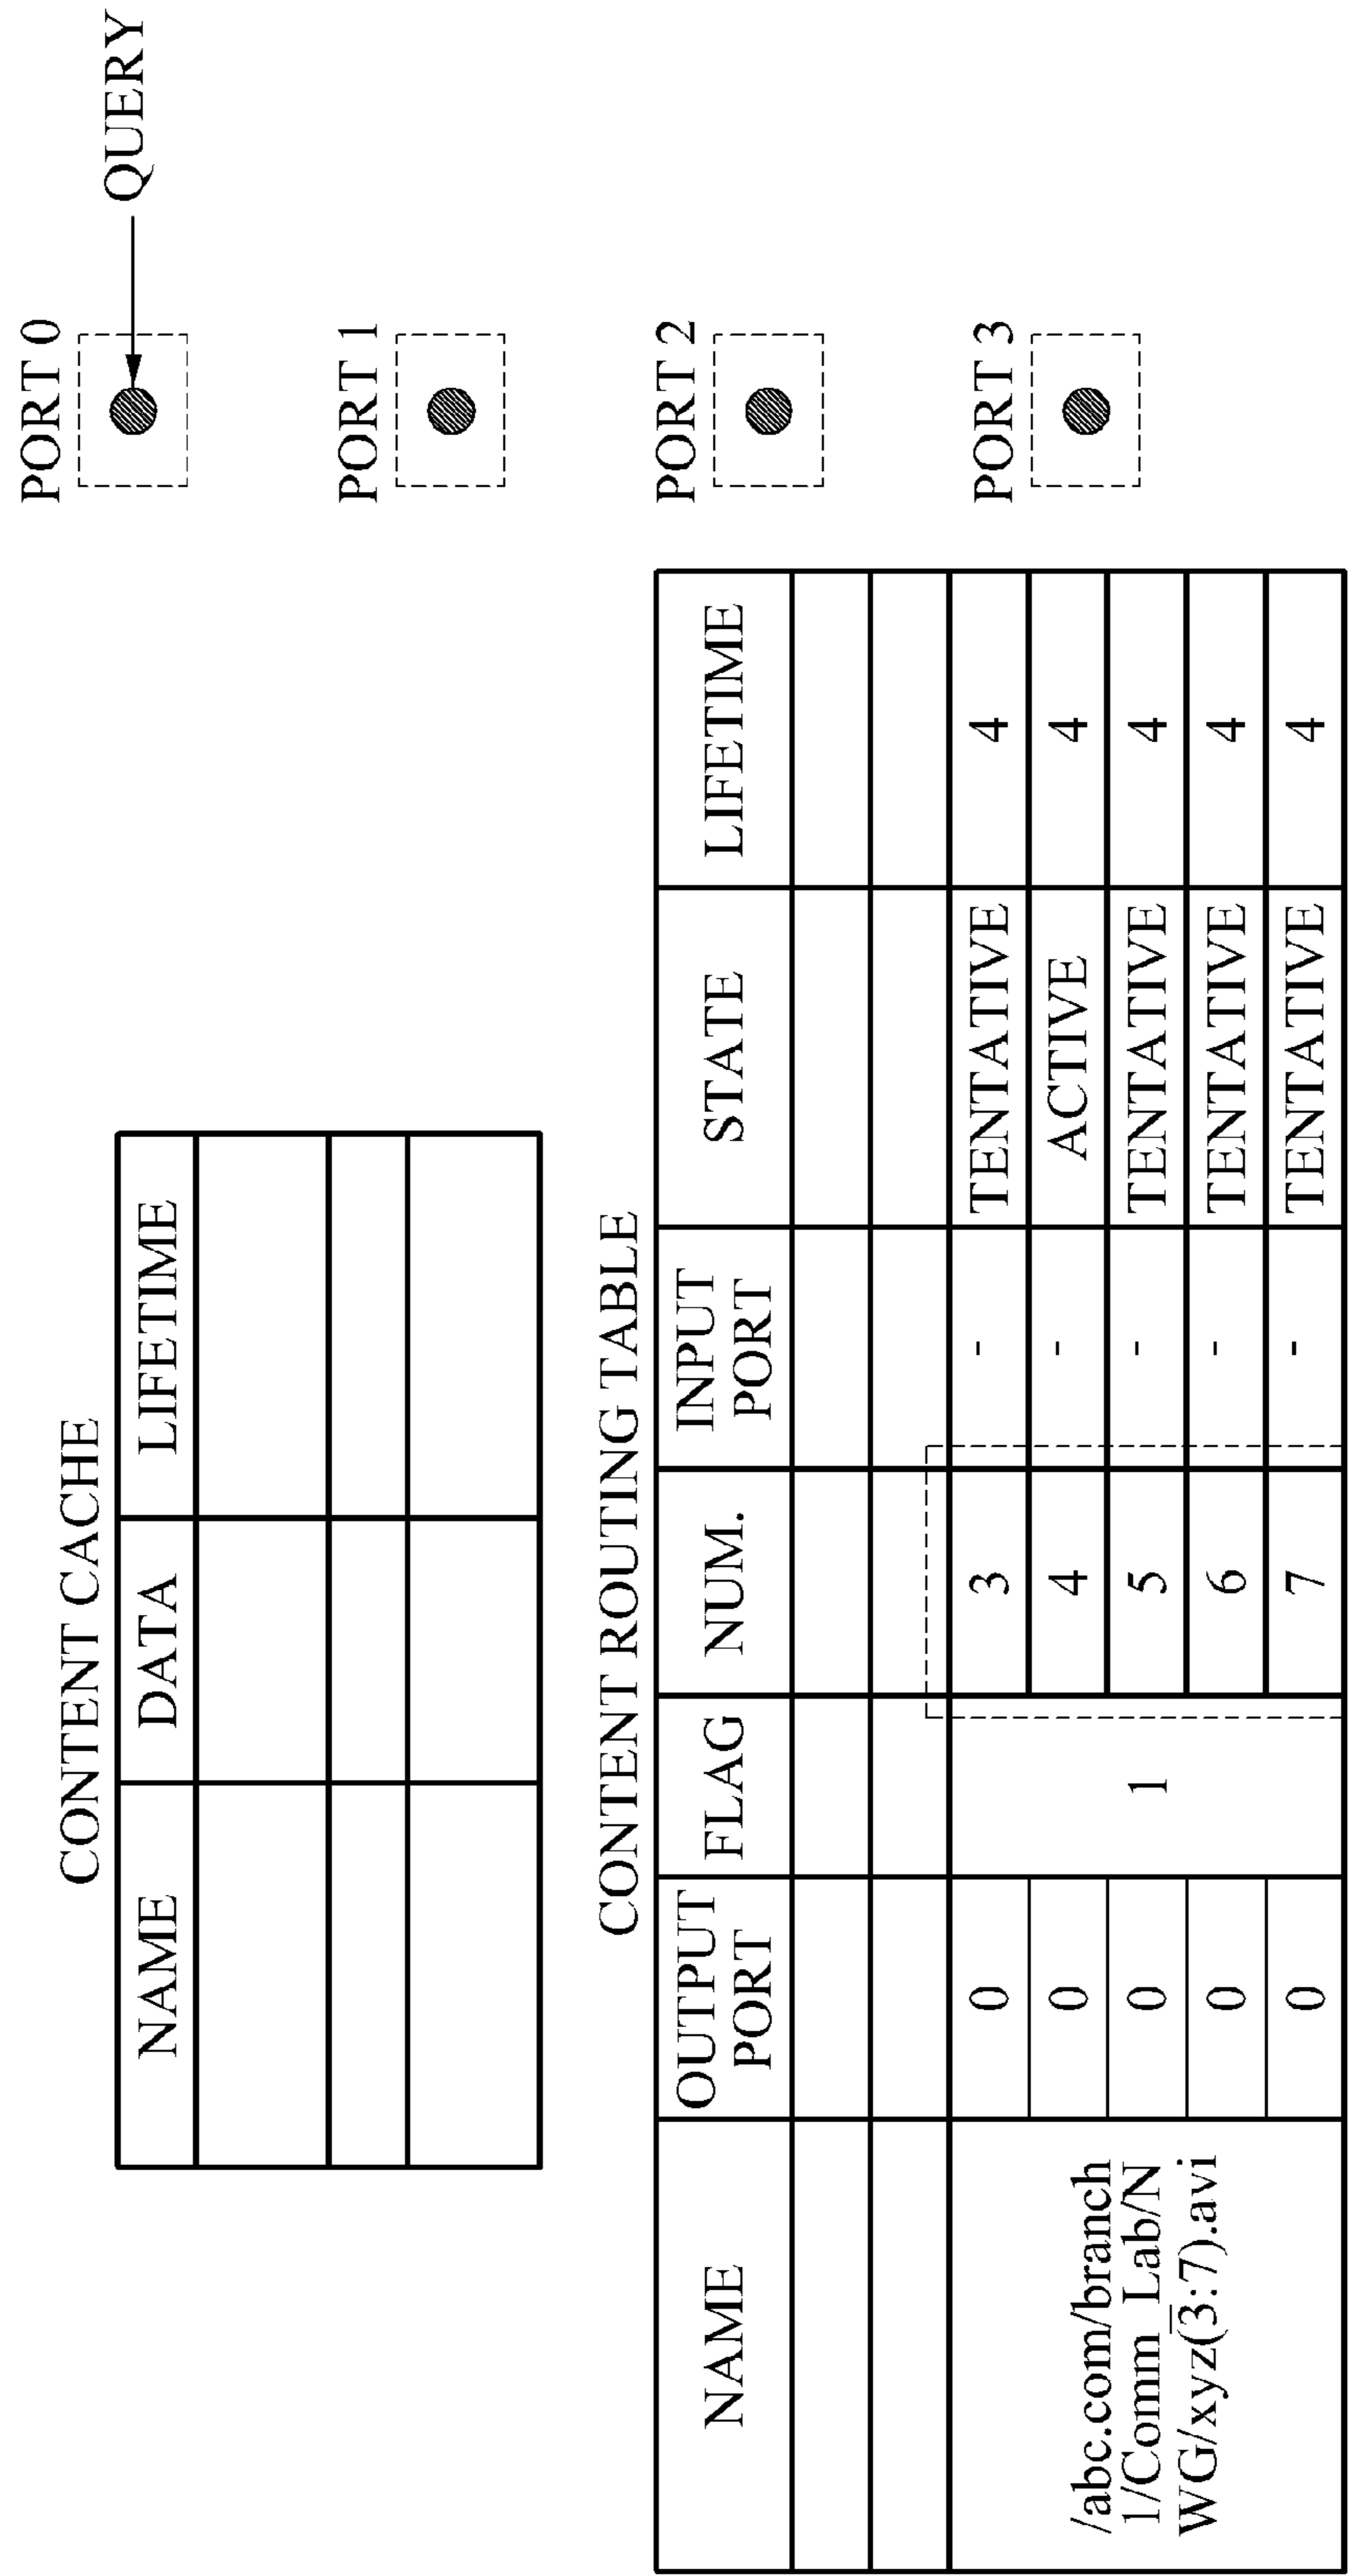 CONTENT CACHE
NAME DATA LIFETIME
PORT 0
QUERY
PORT 1
PORT 2
PORT 3
CONTENT ROUTING TABLE
NAME OUTPUT PORT FLAG NUM. INPUT PORT STATE LIFETIME
/abc.com/branch
1/Comm_Lab/N
WG/xyz(3:7).avi
1
0 3 - TENTATIVE 4
0 4 - ACTIVE 4
0 5 - TENTATIVE 4
0 6 - TENTATIVE 4
0 7 - TENTATIVE 4